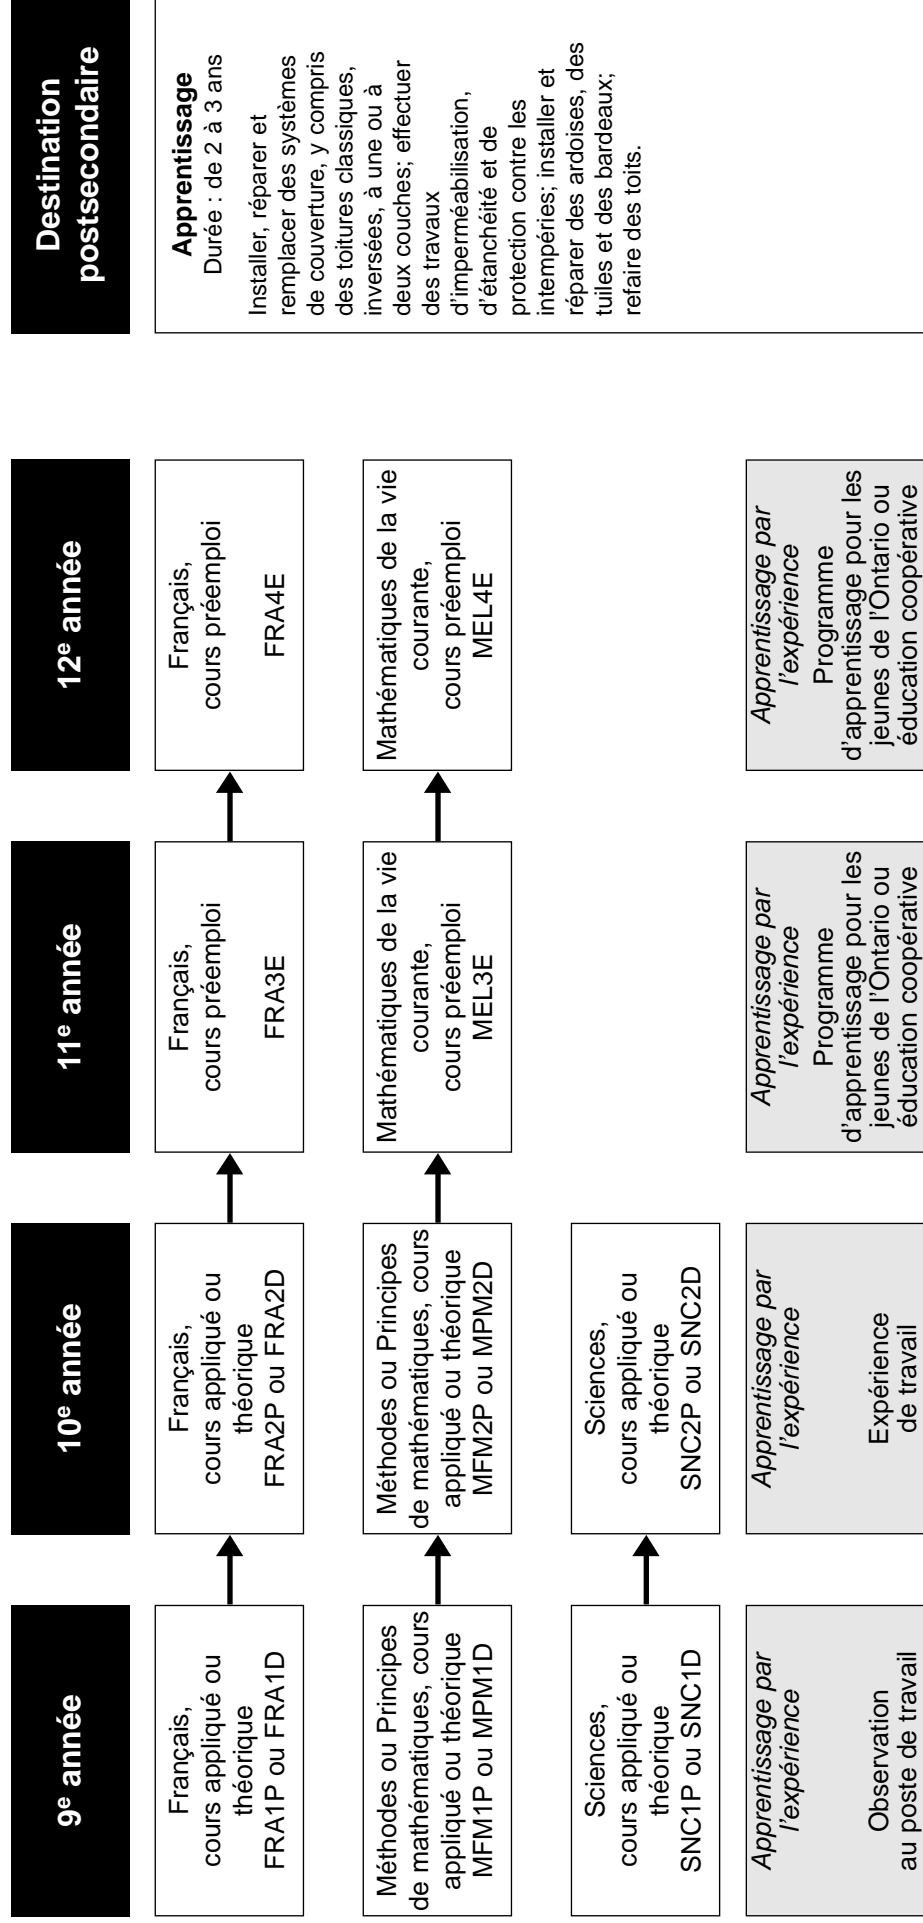 9e année
10e année
11e année
12e année
Destination
postsecondaire
Français,
cours appliqué ou
théorique
FRA1P ou FRA1D
Français,
cours appliqué ou
théorique
FRA2P ou FRA2D
Français,
cours préemploi
FRA3E
Français,
cours préemploi
FRA4E
Apprentissage
Durée : de 2 à 3 ans
Installer, réparer et
remplacer des systèmes
de couverture, y compris
des toitures classiques,
inversées, à une ou à
deux couches; effectuer
des travaux
d'imperméabilisation,
d'étanchéité et de
protection contre les
intempéries; installer et
réparer des ardoises, des
tuiles et des bardeaux;
refaire des toits.
Méthodes ou Principes
de mathématiques, cours
appliqué ou théorique
MFM1P ou MPM1D
Méthodes ou Principes
de mathématiques, cours
appliqué ou théorique
MFM2P ou MPM2D
Mathématiques de la vie
courante,
cours préemploi
MEL3E
Mathématiques de la vie
courante,
cours préemploi
MEL4E
Sciences,
cours appliqué ou
théorique
SNC1P ou SNC1D
Sciences,
cours appliqué ou
théorique
SNC2P ou SNC2D
Apprentissage par
l'expérience
Observation
au poste de travail
Apprentissage par
l'expérience
Expérience
de travail
Apprentissage par
l'expérience
Programme
d'apprentissage pour les
jeunes de l'Ontario ou
éducation coopérative
Apprentissage par
l'expérience
Programme
d'apprentissage pour les
jeunes de l'Ontario ou
éducation coopérative